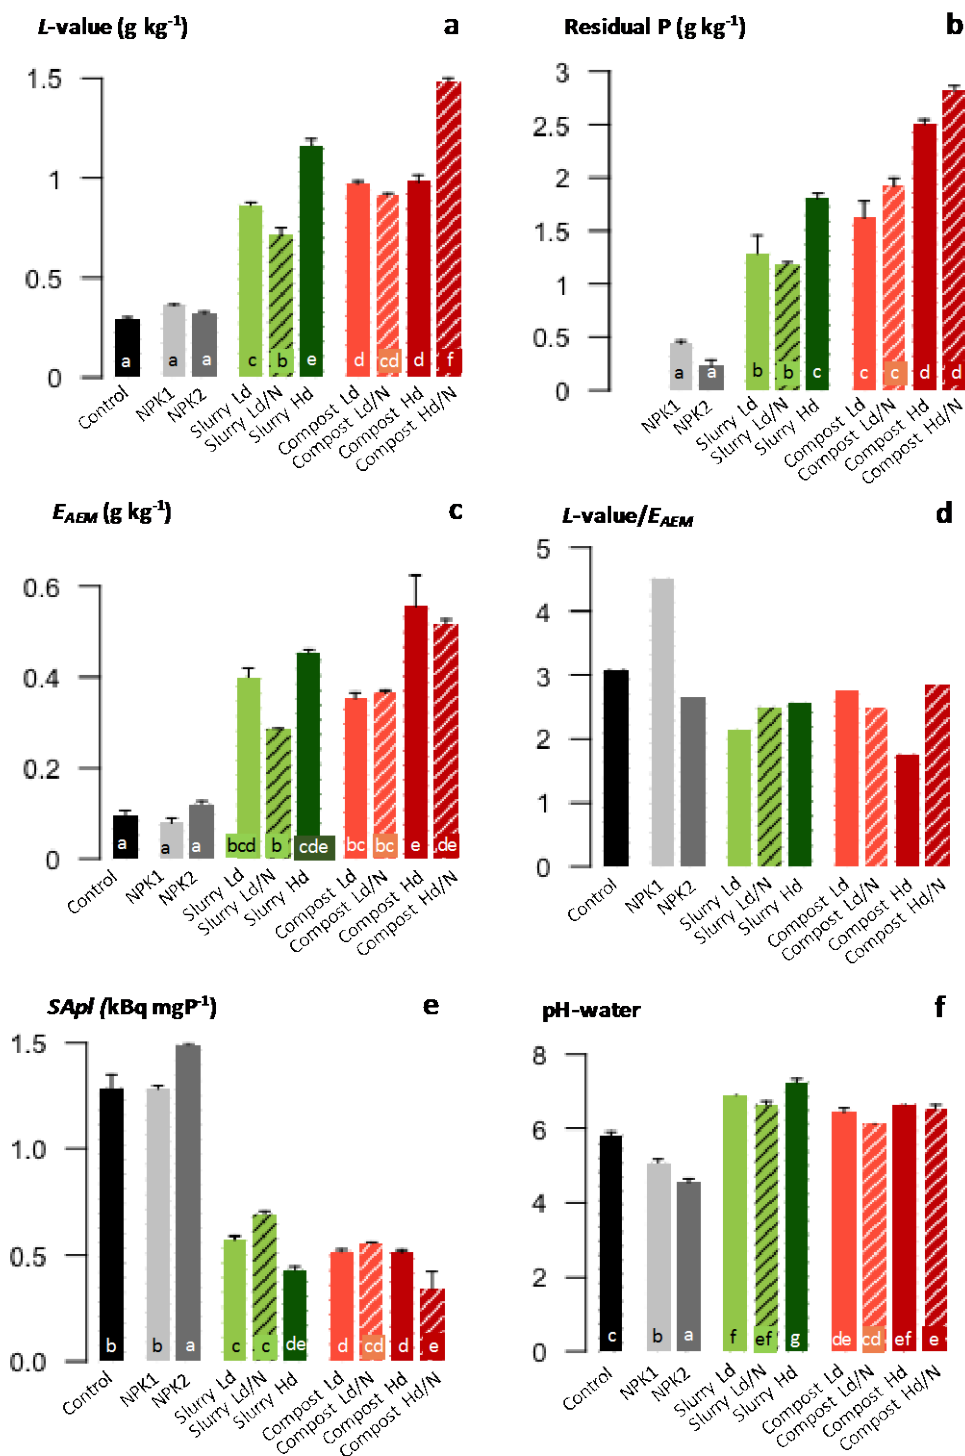 L-value (g kg⁻¹) a
1.5
1
0.5
0
a a a c b e d cd d f
Control NPK1 NPK2 Slurry Ld Slurry Ld/N Slurry Hd Compost Ld Compost Ld/N Compost Hd Compost Hd/N
Residual P (g kg⁻¹) b
3
2.5
2
1.5
1
0.5
0
a a b b c c c d d
NPK1 NPK2 Slurry Ld Slurry Ld/N Slurry Hd Compost Ld Compost Ld/N Compost Hd Compost Hd/N
E_AEM (g kg⁻¹) c
0.6
0.4
0.2
0
a a a bcd b cde bc bc e de
Control NPK1 NPK2 Slurry Ld Slurry Ld/N Slurry Hd Compost Ld Compost Ld/N Compost Hd Compost Hd/N
L-value/E_AEM d
5
4
3
2
1
0
Control NPK1 NPK2 Slurry Ld Slurry Ld/N Slurry Hd Compost Ld Compost Ld/N Compost Hd Compost Hd/N
SApl (kBq mgP⁻¹) e
1.5
1.0
0.5
0.0
b b a c c de d cd d e
Control NPK1 NPK2 Slurry Ld Slurry Ld/N Slurry Hd Compost Ld Compost Ld/N Compost Hd Compost Hd/N
pH-water f
8
6
4
2
0
c b a f ef g de cd ef e
Control NPK1 NPK2 Slurry Ld Slurry Ld/N Slurry Hd Compost Ld Compost Ld/N Compost Hd Compost Hd/N